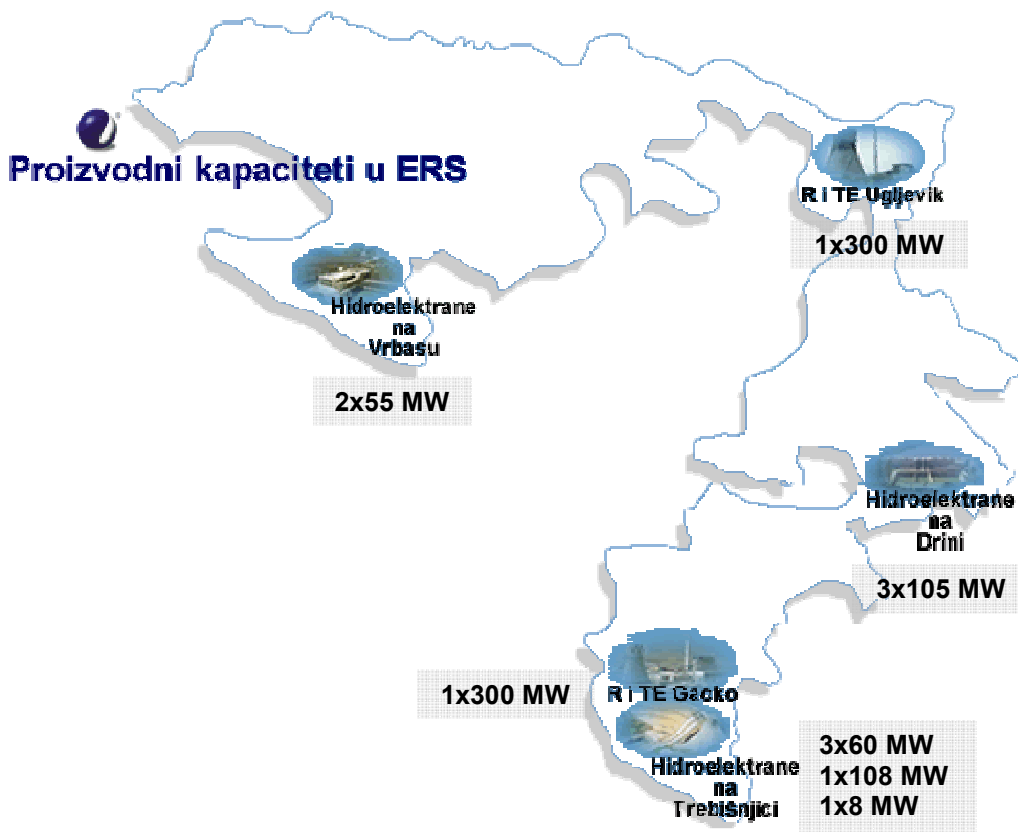 Proizvodni kapaciteti u ERS
R i TE Ugljevik
1x300 MW
Hidroelektrane
na
Vrbasu
2x55 MW
Hidroelektrane
na
Drini
3x105 MW
R i TE Gacko
1x300 MW
Hidroelektrane
na
Trebišnjici
3x60 MW
1x108 MW
1x8 MW